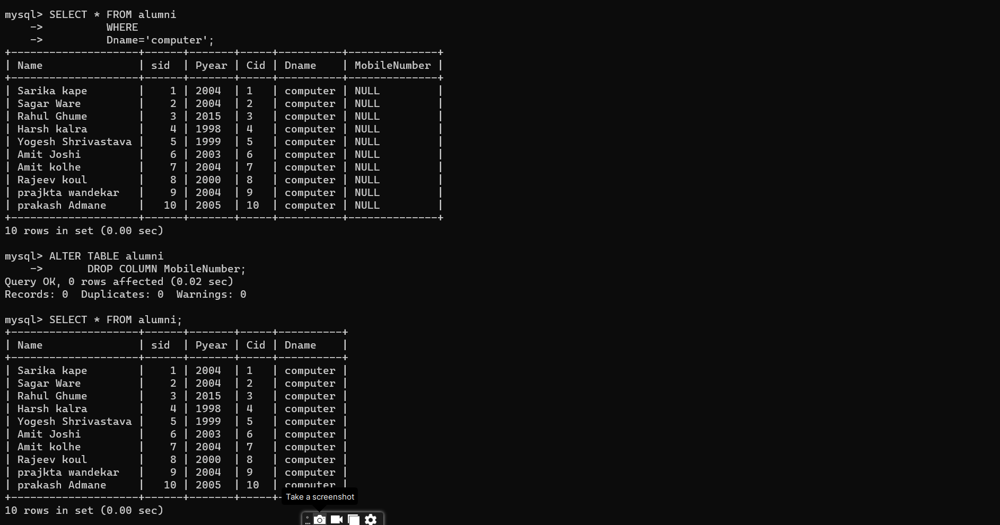 mysql> SELECT * FROM alumni
    ->          WHERE
    ->          Dname='computer';
+--------------------+------+-------+-----+----------+--------------+
| Name               | sid  | Pyear | Cid | Dname    | MobileNumber |
+--------------------+------+-------+-----+----------+--------------+
| Sarika kape        |    1 | 2004  | 1   | computer | NULL         |
| Sagar Ware         |    2 | 2004  | 2   | computer | NULL         |
| Rahul Ghume        |    3 | 2015  | 3   | computer | NULL         |
| Harsh kalra        |    4 | 1998  | 4   | computer | NULL         |
| Yogesh Shrivastava |    5 | 1999  | 5   | computer | NULL         |
| Amit Joshi         |    6 | 2003  | 6   | computer | NULL         |
| Amit kolhe         |    7 | 2004  | 7   | computer | NULL         |
| Rajeev koul        |    8 | 2000  | 8   | computer | NULL         |
| prajkta wandekar   |    9 | 2004  | 9   | computer | NULL         |
| prakash Admane     |   10 | 2005  | 10  | computer | NULL         |
+--------------------+------+-------+-----+----------+--------------+
10 rows in set (0.00 sec)

mysql> ALTER TABLE alumni
    ->       DROP COLUMN MobileNumber;
Query OK, 0 rows affected (0.02 sec)
Records: 0  Duplicates: 0  Warnings: 0

mysql> SELECT * FROM alumni;
+--------------------+------+-------+-----+----------+
| Name               | sid  | Pyear | Cid | Dname    |
+--------------------+------+-------+-----+----------+
| Sarika kape        |    1 | 2004  | 1   | computer |
| Sagar Ware         |    2 | 2004  | 2   | computer |
| Rahul Ghume        |    3 | 2015  | 3   | computer |
| Harsh kalra        |    4 | 1998  | 4   | computer |
| Yogesh Shrivastava |    5 | 1999  | 5   | computer |
| Amit Joshi         |    6 | 2003  | 6   | computer |
| Amit kolhe         |    7 | 2004  | 7   | computer |
| Rajeev koul        |    8 | 2000  | 8   | computer |
| prajkta wandekar   |    9 | 2004  | 9   | computer |
| prakash Admane     |   10 | 2005  | 10  | computer |
+--------------------+------+-------+-----+-
Take a screenshot
10 rows in set (0.00 sec)